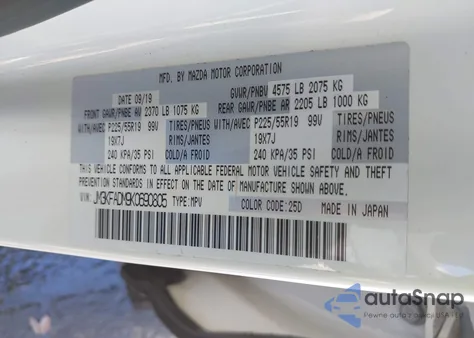 MFD. BY MAZDA MOTOR CORPORATION
DATE 09/19 GVWR/PNBV 4575 LB 2075 KG
FRONT GAWR/PNBE AV 2370 LB 1075 KG REAR GAWR/PNBE AR 2205 LB 1000 KG
WITH/AVEC P225/55R19 99V TIRES/PNEUS WITH/AVEC P225/55R19 99V TIRES/PNEUS
19X7J RIMS/JANTES 19X7J RIMS/JANTES
240 KPA/35 PSI COLD/A FROID 240 KPA/35 PSI COLD/A FROID
THIS VEHICLE CONFORMS TO ALL APPLICABLE FEDERAL MOTOR VEHICLE SAFETY AND THEFT
PREVENTION STANDARDS IN EFFECT ON THE DATE OF MANUFACTURE SHOWN ABOVE.
VIN: JM3KFADM9K0690805 TYPE: MPV COLOR CODE:25D MADE IN JAPAN
autoSnap
Pewne auto prosto z USA i